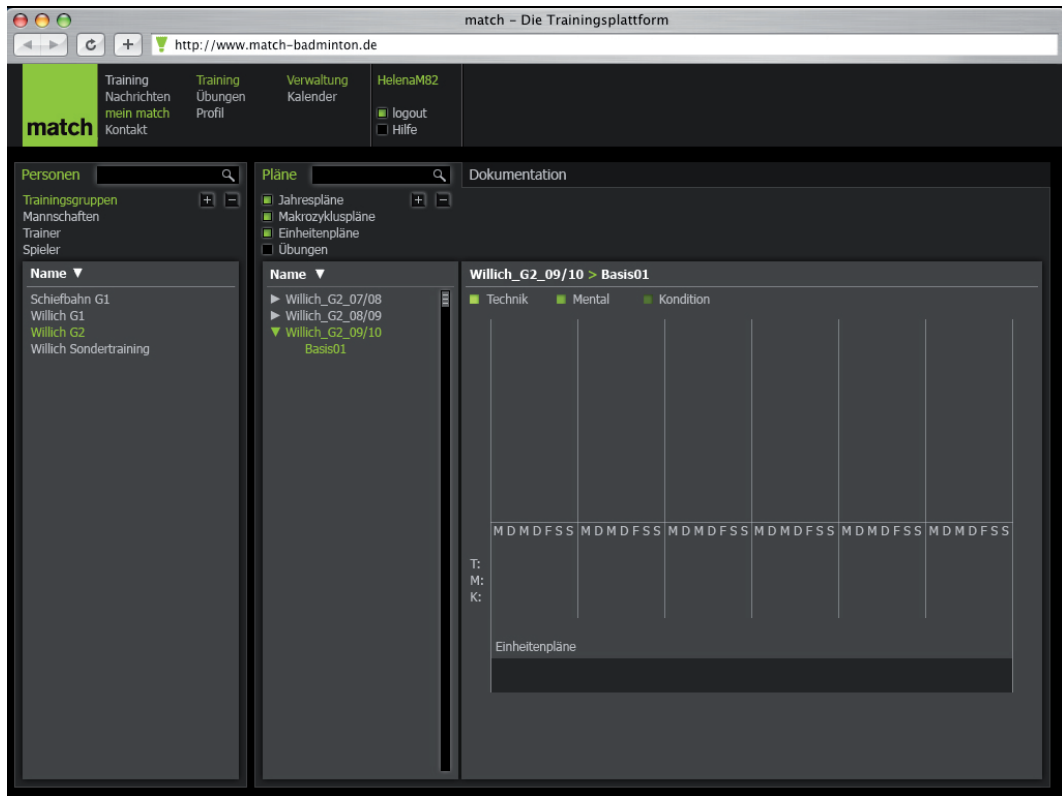 match – Die Trainingsplattform
http://www.match-badminton.de
match
Training
Nachrichten
mein match
Kontakt
Training
Übungen
Profil
Verwaltung
Kalender
HelenaM82
logout
Hilfe
Personen
Trainingsgruppen
Mannschaften
Trainer
Spieler
Name ▼
Schiefbahn G1
Willich G1
Willich G2
Willich Sondertraining
Pläne
Jahrespläne
Makrozykluspläne
Einheitenpläne
Übungen
Name ▼
▶ Willich_G2_07/08
▶ Willich_G2_08/09
▼ Willich_G2_09/10
Basis01
Dokumentation
Willich_G2_09/10 > Basis01
Technik Mental Kondition
M D M D F S S M D M D F S S M D M D F S S M D M D F S S M D M D F S S M D M D F S S
T:
M:
K:
Einheitenpläne